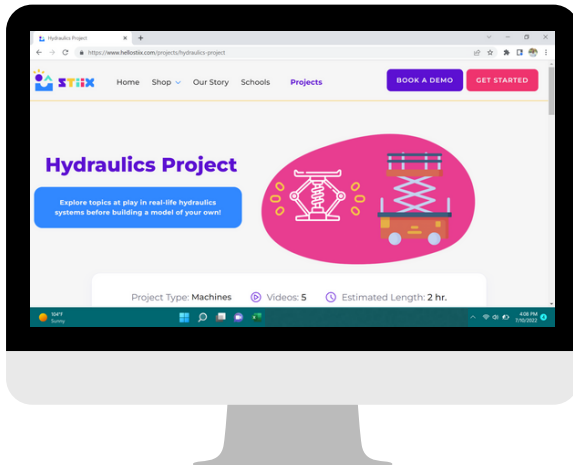 Hydraulics Project
https://www.hellostiix.com/projects/hydraulics-project
STIIX
Home
Shop
Our Story
Schools
Projects
BOOK A DEMO
GET STARTED
Hydraulics Project
Explore topics at play in real-life hydraulics
systems before building a model of your own!
Project Type: Machines
Videos: 5
Estimated Length: 2 hr.
104°F
Sunny
4:08 PM
7/10/2022